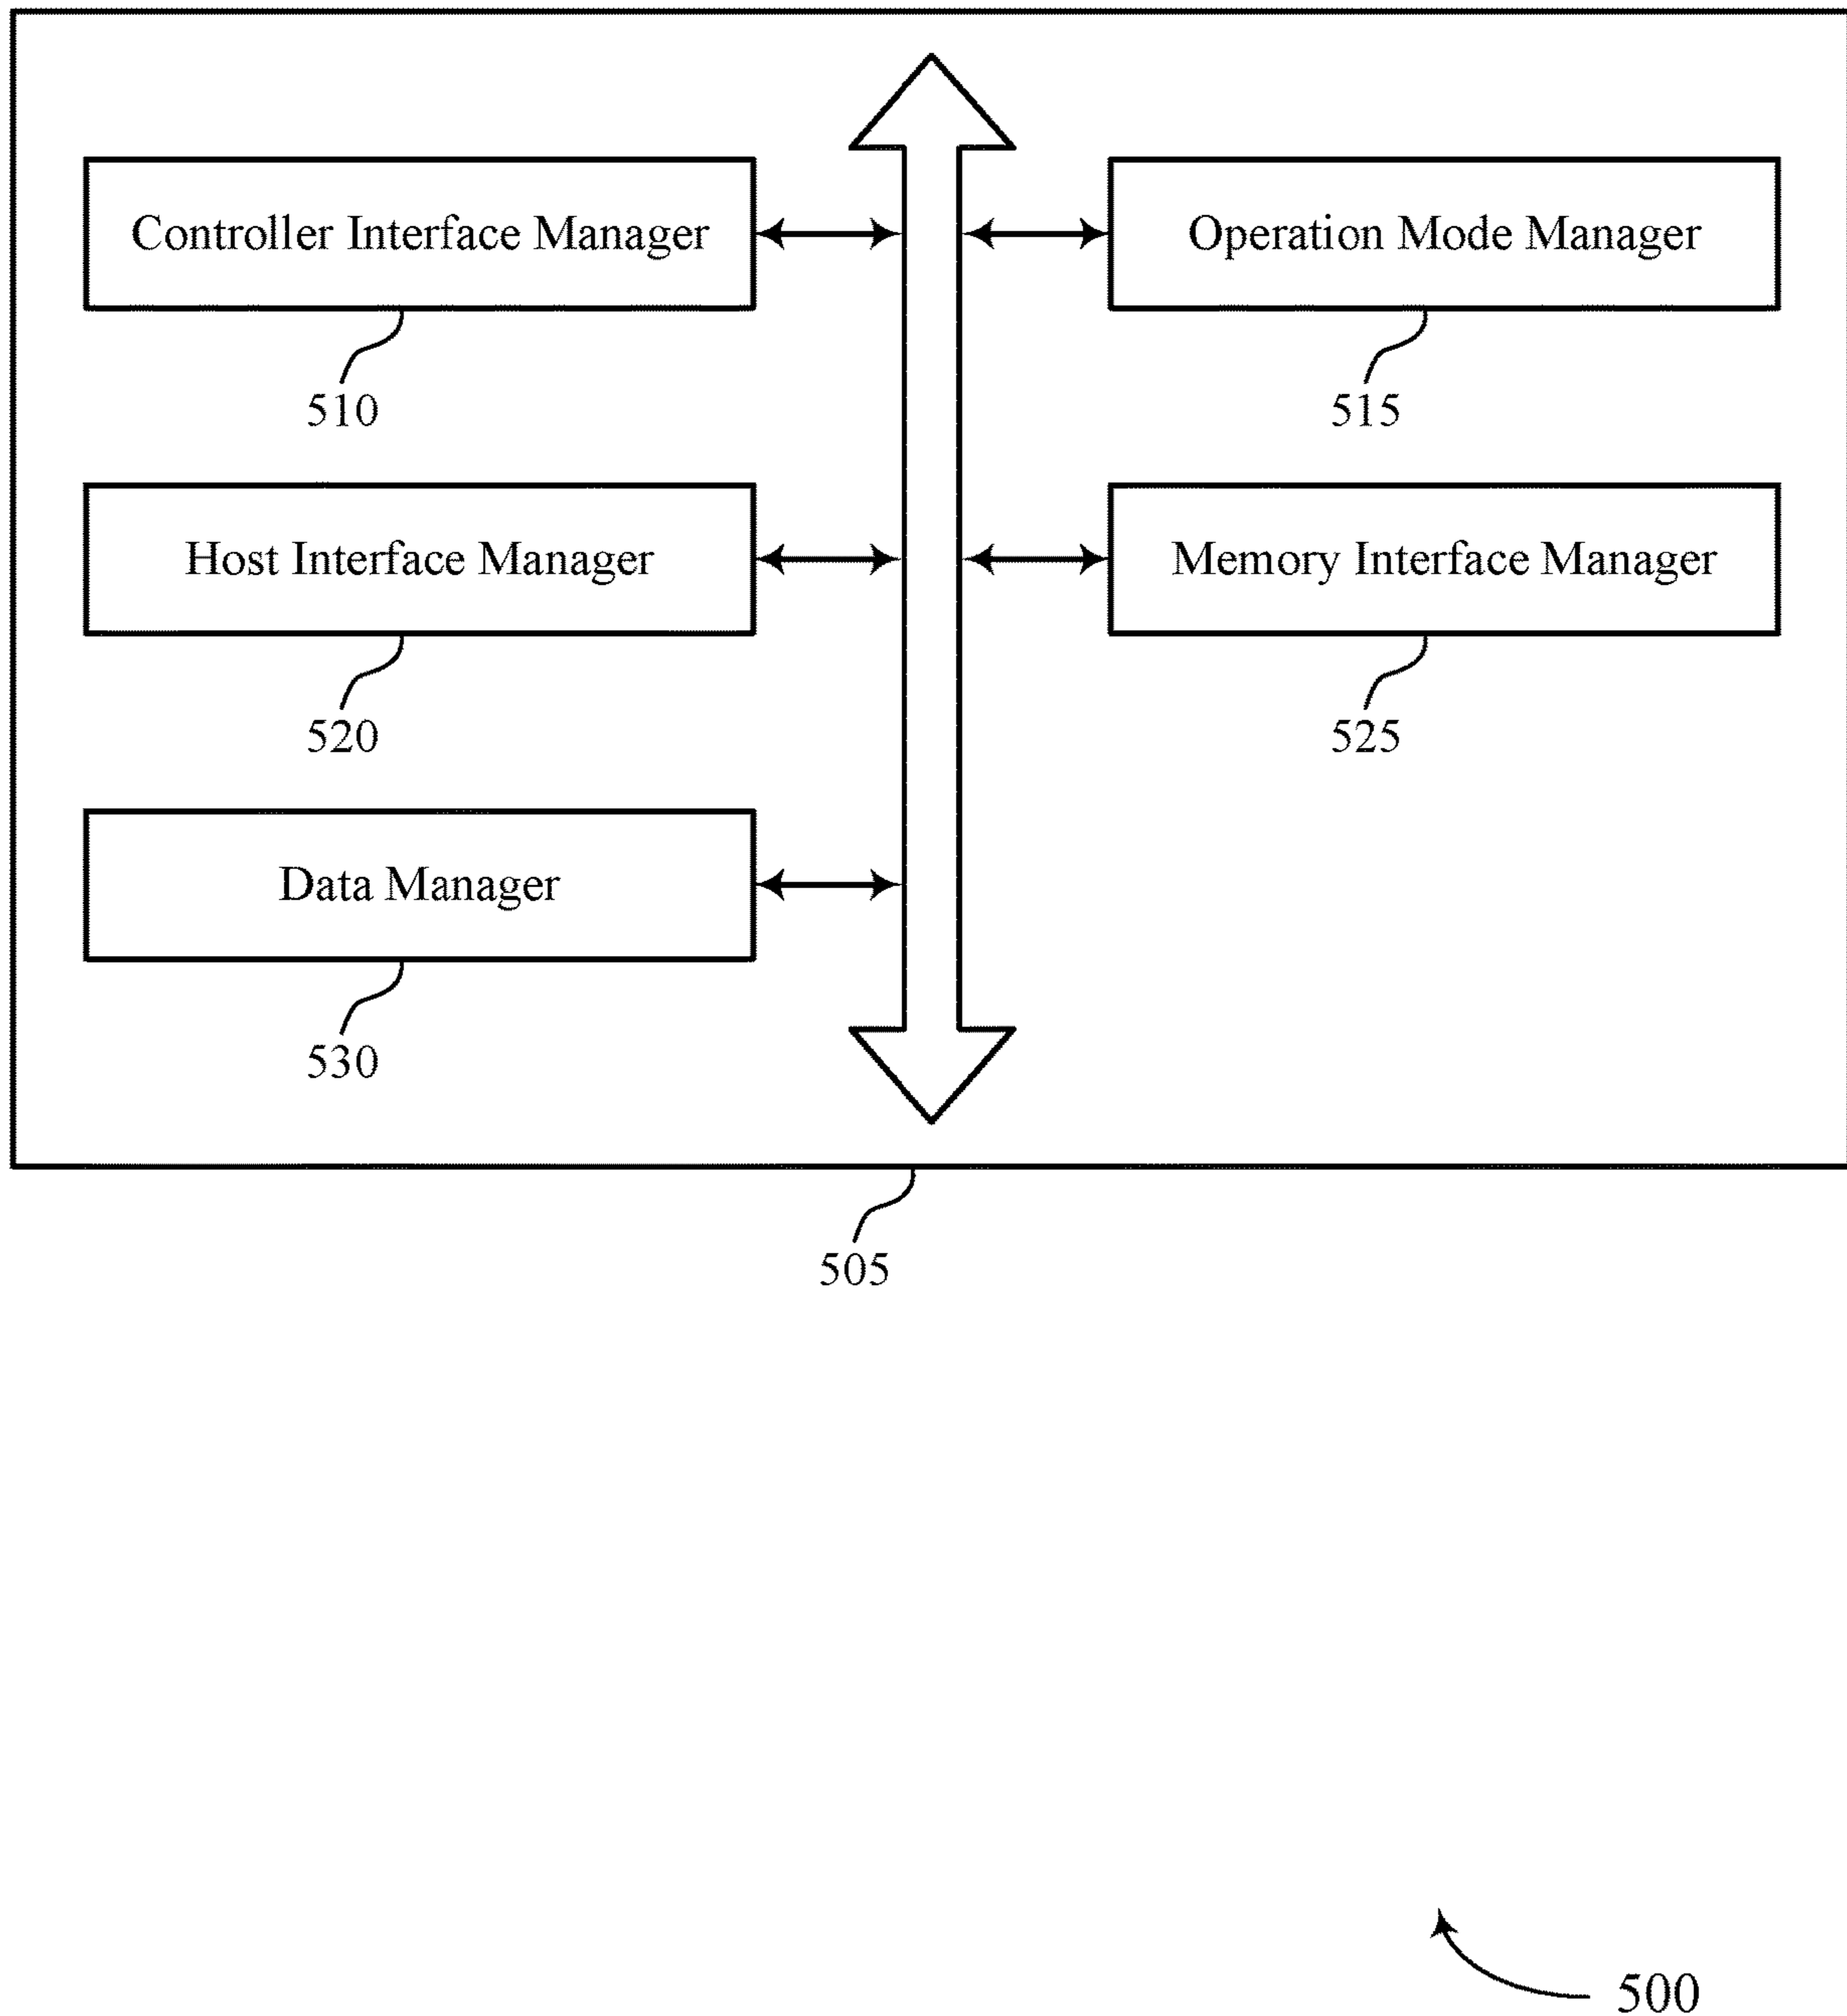 Controller Interface Manager
Operation Mode Manager
510
515
Host Interface Manager
Memory Interface Manager
520
525
Data Manager
530
505
500